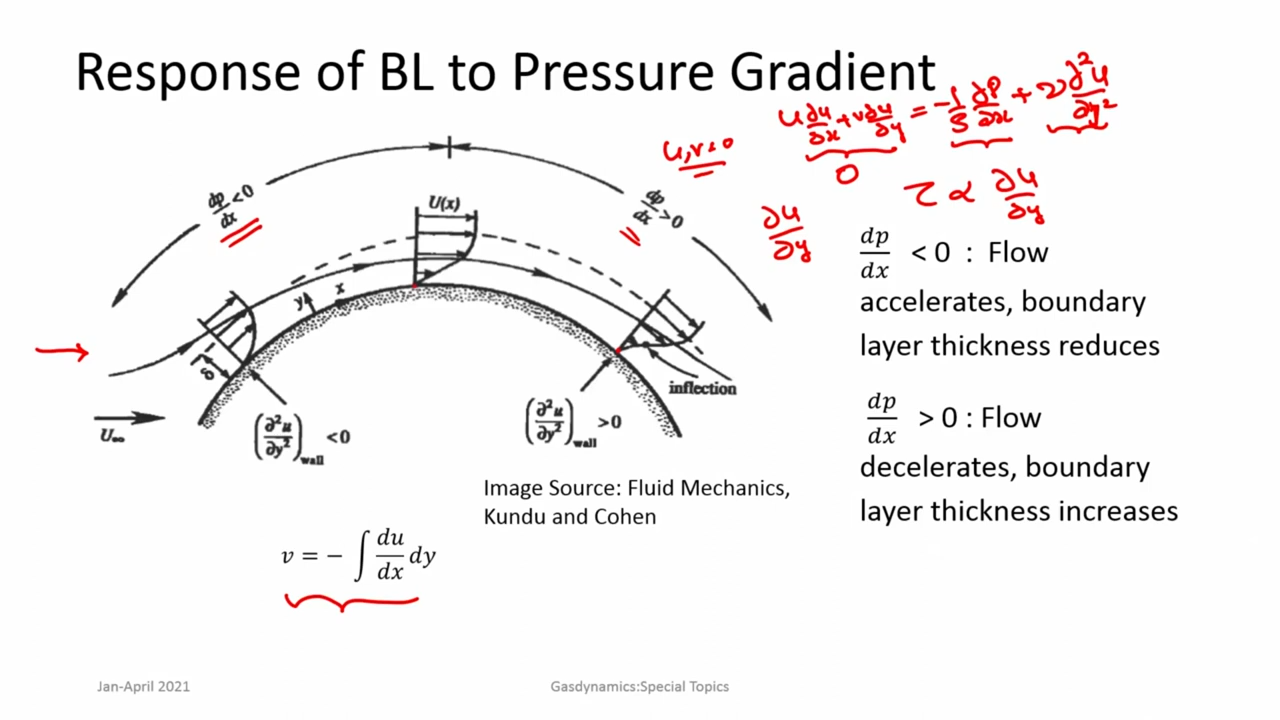 Response of BL to Pressure Gradient
u ∂u/∂x + v ∂u/∂y = -1/ρ ∂P/∂x + ν ∂²u/∂y²
0
u, v = 0
τ ∝ ∂u/∂y
∂u/∂y
dp/dx < 0
U(x)
dp/dx > 0
y
x
δ
U∞
inflection
(∂²u/∂y²)wall < 0
(∂²u/∂y²)wall > 0
dp/dx < 0 : Flow
accelerates, boundary
layer thickness reduces
dp/dx > 0 : Flow
decelerates, boundary
layer thickness increases
Image Source: Fluid Mechanics,
Kundu and Cohen
v = − ∫ du/dx dy
Jan-April 2021
Gasdynamics:Special Topics